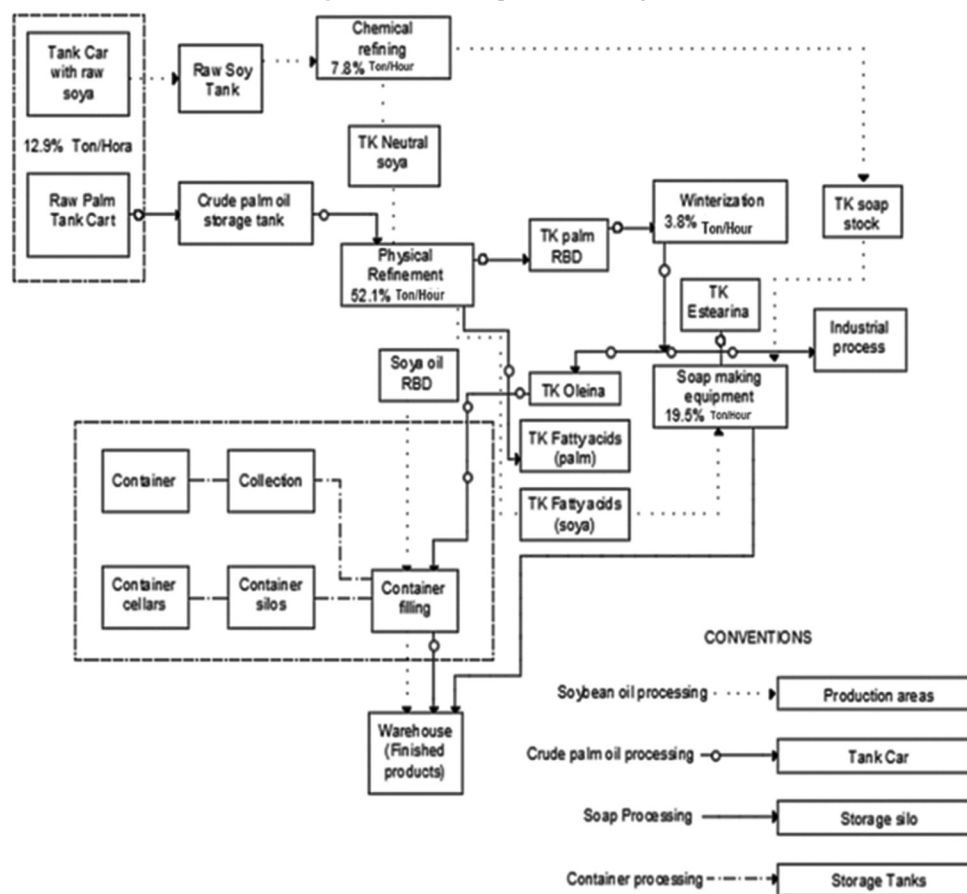 Tank Car
with raw
soya
Raw Soy
Tank
Chemical
refining
7.8% Ton/Hour
12.9% Ton/Hora
TK Neutral
soya
Raw Palm
Tank Cart
Crude palm oil
storage tank
Physical
Refinement
52.1% Ton/Hour
TK palm
RBD
Winterization
3.8% Ton/Hour
TK soap
stock
TK
Estearina
Industrial
process
Soya oil
RBD
TK Oleina
Soap making
equipment
19.5% Ton/Hour
TK Fattyacids
(palm)
TK Fattyacids
(soya)
Container
Collection
Container
cellars
Container
silos
Container
filling
Warehouse
(Finished
products)
CONVENTIONS
Soybean oil processing
Production areas
Crude palm oil processing
Tank Car
Soap Processing
Storage silo
Container processing
Storage Tanks